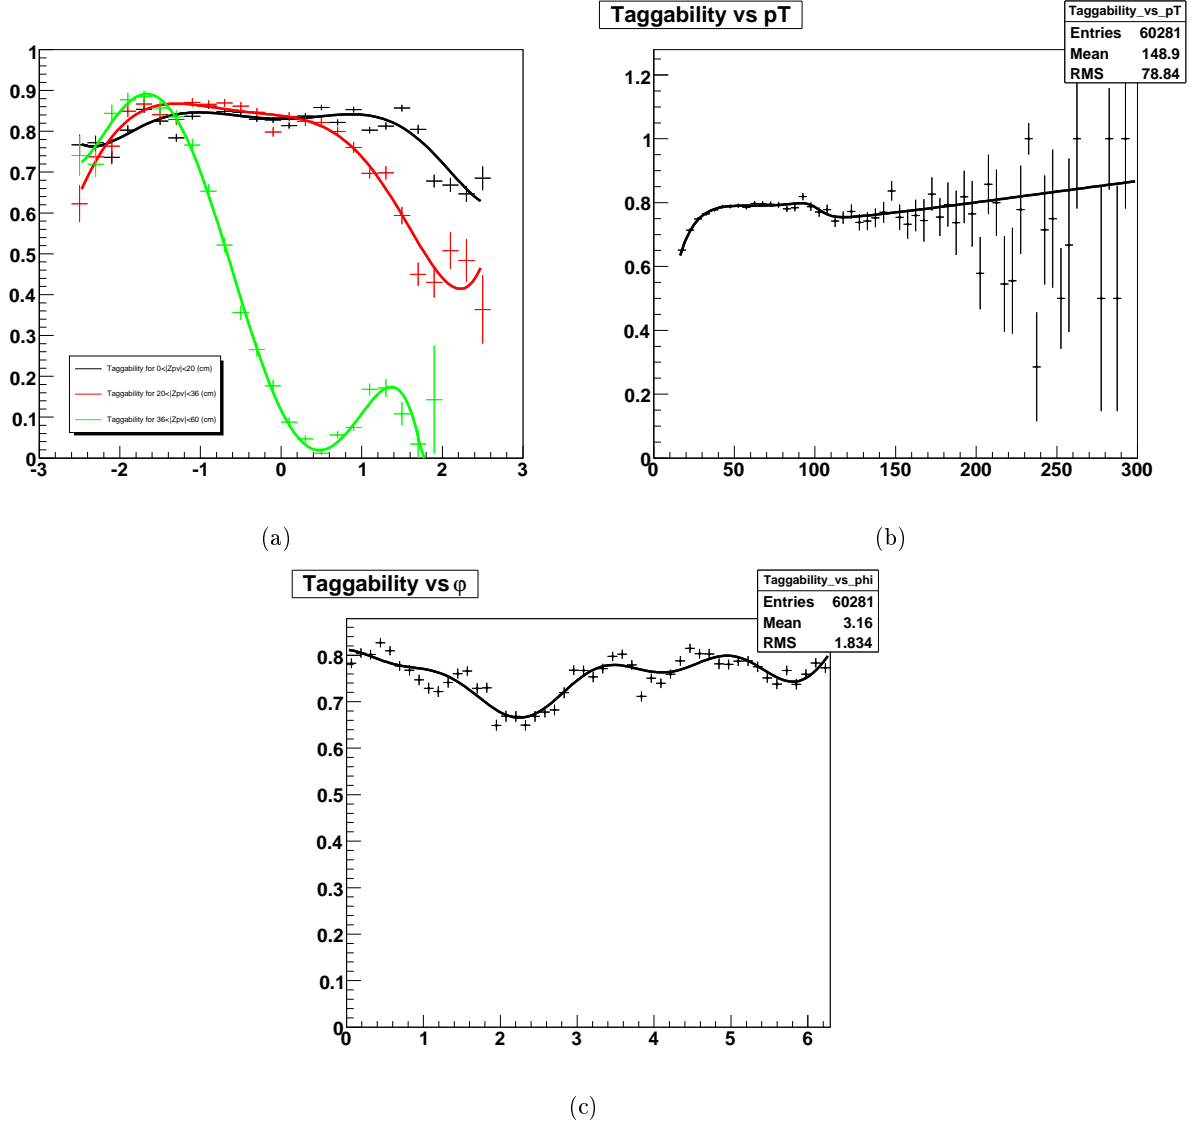 Taggability vs pT
Taggability_vs_pT
Entries 60281
Mean 148.9
RMS 78.84
1
0.9
0.8
0.7
0.6
0.5
0.4
0.3
0.2
0.1
0
Taggability for 0<|Zpv|<20 (cm)
Taggability for 20<|Zpv|<36 (cm)
Taggability for 36<|Zpv|<60 (cm)
-3 -2 -1 0 1 2 3
1.2
1
0.8
0.6
0.4
0.2
0
0 50 100 150 200 250 300
(a)
(b)
Taggability vs φ
Taggability_vs_phi
Entries 60281
Mean 3.16
RMS 1.834
0.8
0.7
0.6
0.5
0.4
0.3
0.2
0.1
0
0 1 2 3 4 5 6
(c)